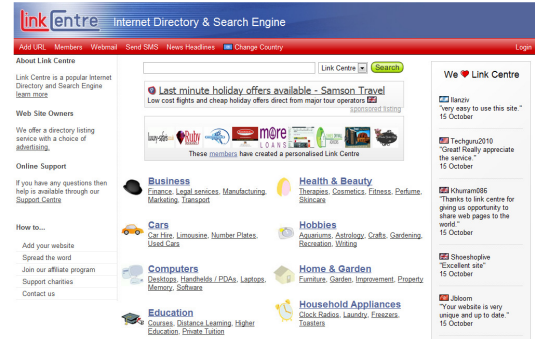 Link Centre Internet Directory & Search Engine
Add URL Members Webmail Send SMS News Headlines Change Country Login
About Link Centre
Link Centre is a popular Internet
Directory and Search Engine
learn more
Web Site Owners
We offer a directory listing
service with a choice of
advertising.
Online Support
If you have any questions then
help is available through our
Support Centre
How to...
Add your website
Spread the word
Join our affiliate program
Support charities
Contact us
Link Centre Search
Last minute holiday offers available - Samson Travel
Low cost flights and cheap holiday offers direct from major tour operators
sponsored listing
Ruby
more
LOANS
These members have created a personalised Link Centre
Business
Finance, Legal services, Manufacturing,
Marketing, Transport
Health & Beauty
Therapies, Cosmetics, Fitness, Perfume,
Skincare
Cars
Car Hire, Limousine, Number Plates,
Used Cars
Hobbies
Aquariums, Astrology, Crafts, Gardening,
Recreation, Writing
Computers
Desktops, Handhelds / PDAs, Laptops,
Memory, Software
Home & Garden
Furniture, Garden, Improvement, Property
Education
Courses, Distance Learning, Higher
Education, Private Tuition
Household Appliances
Clock Radios, Laundry, Freezers,
Toasters
We Link Centre
"very easy to use this site."
15 October
Techguru2010
"Great! Really appreciate
the service."
15 October
Khurram086
"Thanks to link centre for
giving us opportunity to
share web pages to the
world."
15 October
Shoeshoplive
"Excellent site"
15 October
Jbloom
"Your website is very
unique and up to date."
15 October